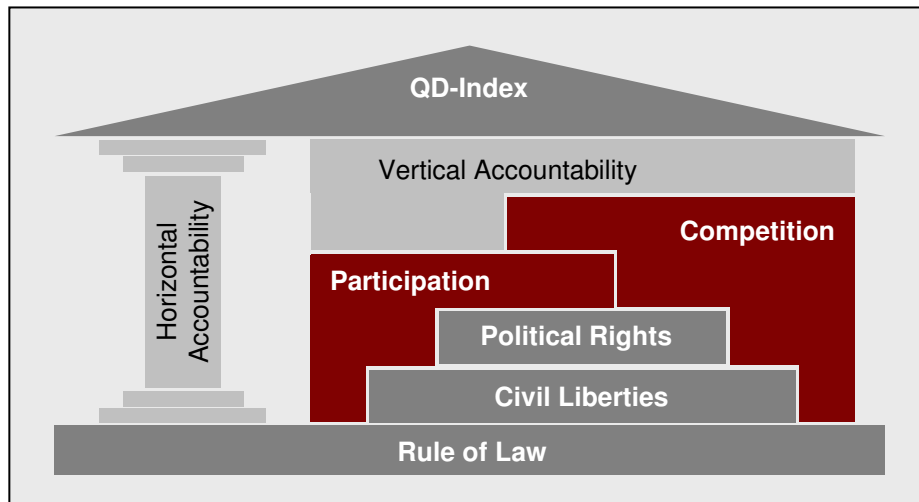 QD-Index
Vertical Accountability
Horizontal
Accountability
Competition
Participation
Political Rights
Civil Liberties
Rule of Law